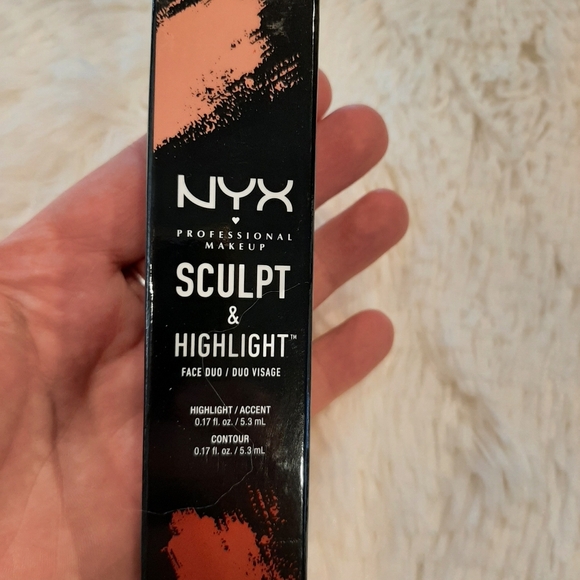 NYX
PROFESSIONAL
MAKEUP
SCULPT
&
HIGHLIGHT™
FACE DUO / DUO VISAGE
HIGHLIGHT / ACCENT
0.17 fl. oz. / 5.3 mL
CONTOUR
0.17 fl. oz. / 5.3 mL